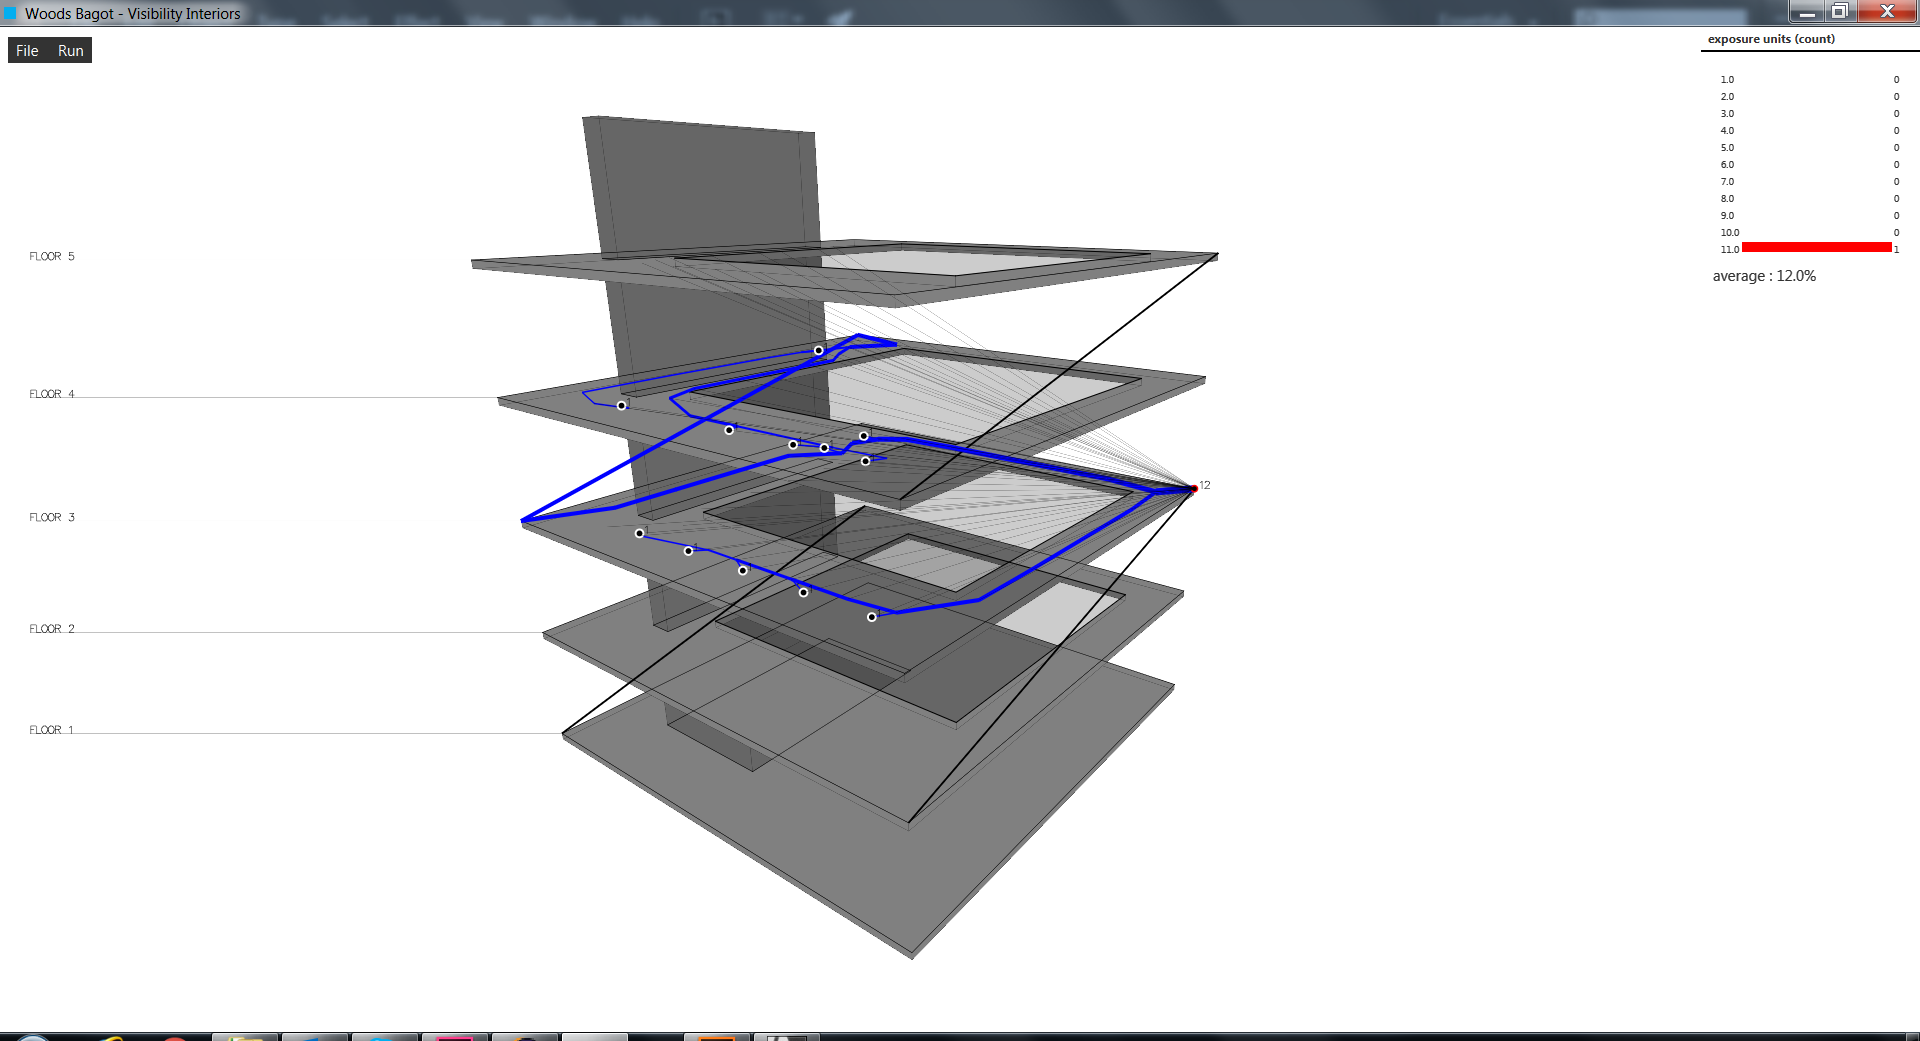 Woods Bagot - Visibility Interiors
File Run
exposure units (count)
1.0 0
2.0 0
3.0 0
4.0 0
5.0 0
6.0 0
7.0 0
8.0 0
9.0 0
10.0 0
11.0 1
average : 12.0%
FLOOR 5
FLOOR 4
FLOOR 3
12
FLOOR 2
FLOOR 1